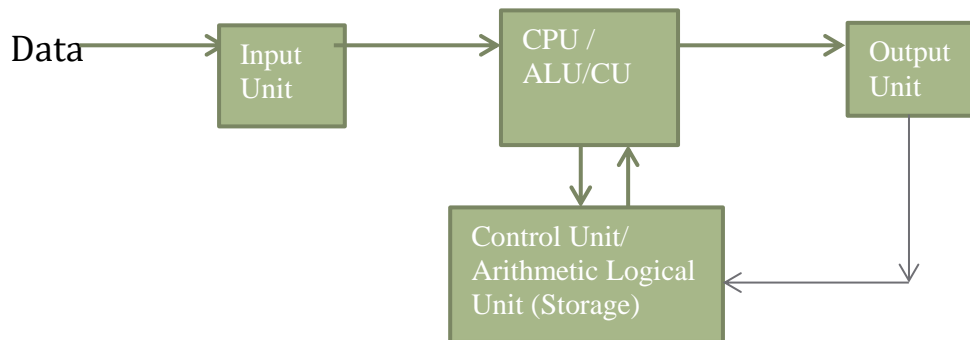 Data
Input
Unit
CPU /
ALU/CU
Output
Unit
Control Unit/
Arithmetic Logical
Unit (Storage)